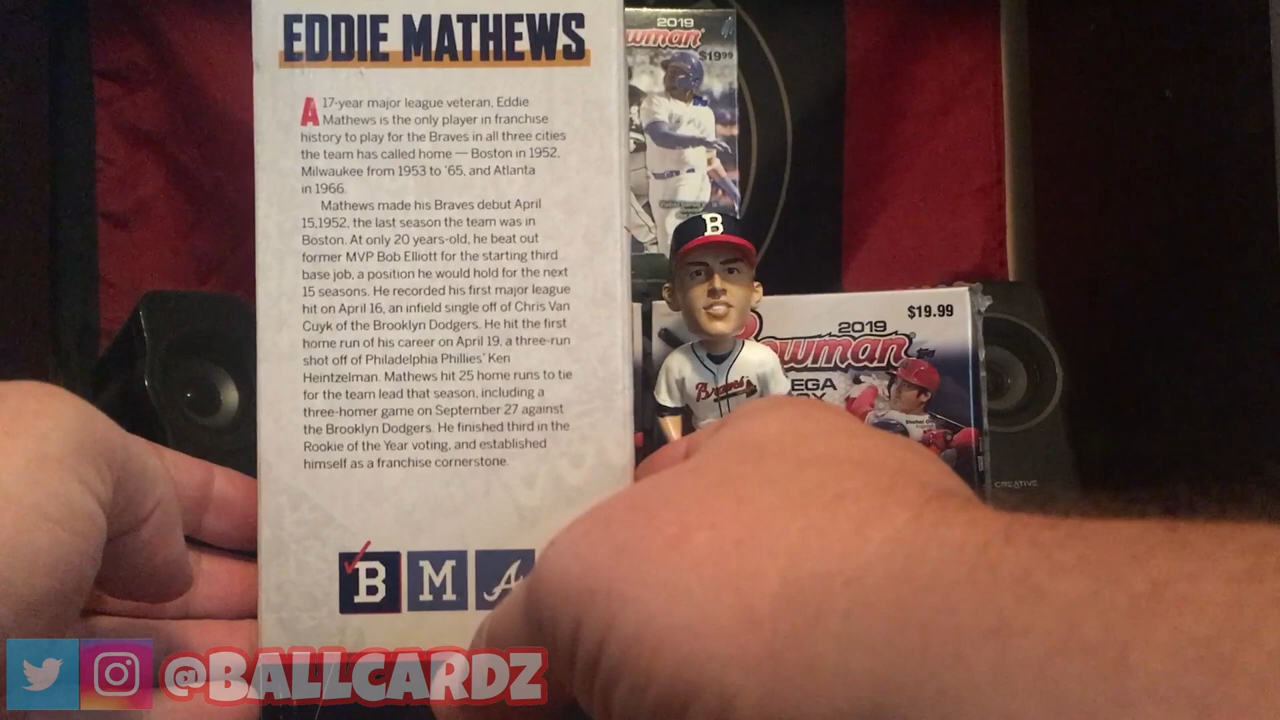 EDDIE MATHEWS
A 17-year major league veteran, Eddie
Mathews is the only player in franchise
history to play for the Braves in all three cities
the team has called home — Boston in 1952,
Milwaukee from 1953 to '65, and Atlanta
in 1966.
Mathews made his Braves debut April
15,1952, the last season the team was in
Boston. At only 20 years-old, he beat out
former MVP Bob Elliott for the starting third
base job, a position he would hold for the next
15 seasons. He recorded his first major league
hit on April 16, an infield single off of Chris Van
Cuyk of the Brooklyn Dodgers. He hit the first
home run of his career on April 19, a three-run
shot off of Philadelphia Phillies' Ken
Heintzelman. Mathews hit 25 home runs to tie
for the team lead that season, including a
three-homer game on September 27 against
the Brooklyn Dodgers. He finished third in the
Rookie of the Year voting, and established
himself as a franchise cornerstone.
B M A
@BALLCARDZ
2019
wman
$19.99
B
Braves
$19.99
2019
Bowman
EGA
CREATIVE